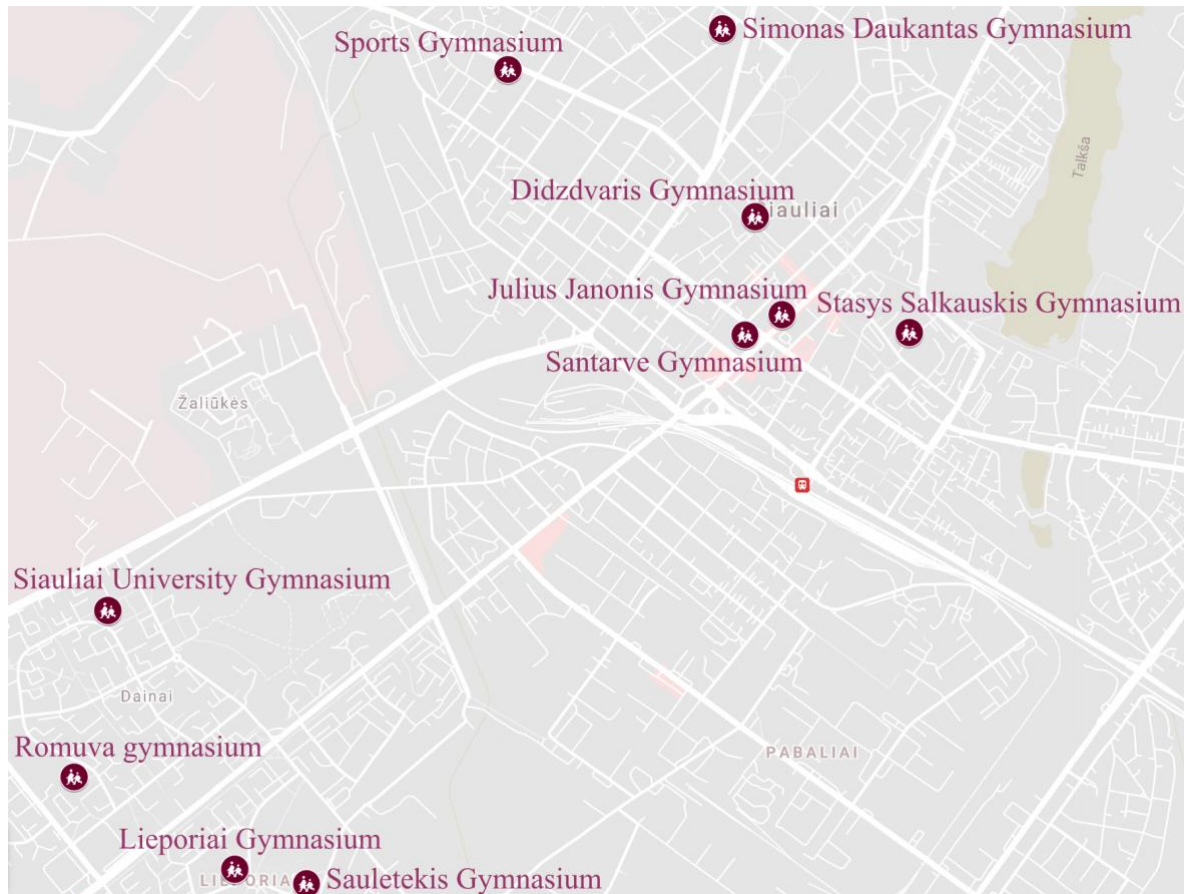 Simonas Daukantas Gymnasium
Sports Gymnasium
Talkša
Didzdvaris Gymnasium
iauliai
Julius Janonis Gymnasium
Stasys Salkauskis Gymnasium
Santarve Gymnasium
Žaliūkės
Siauliai University Gymnasium
Dainai
Romuva gymnasium
PABALIAI
Lieporiai Gymnasium
Sauletekis Gymnasium